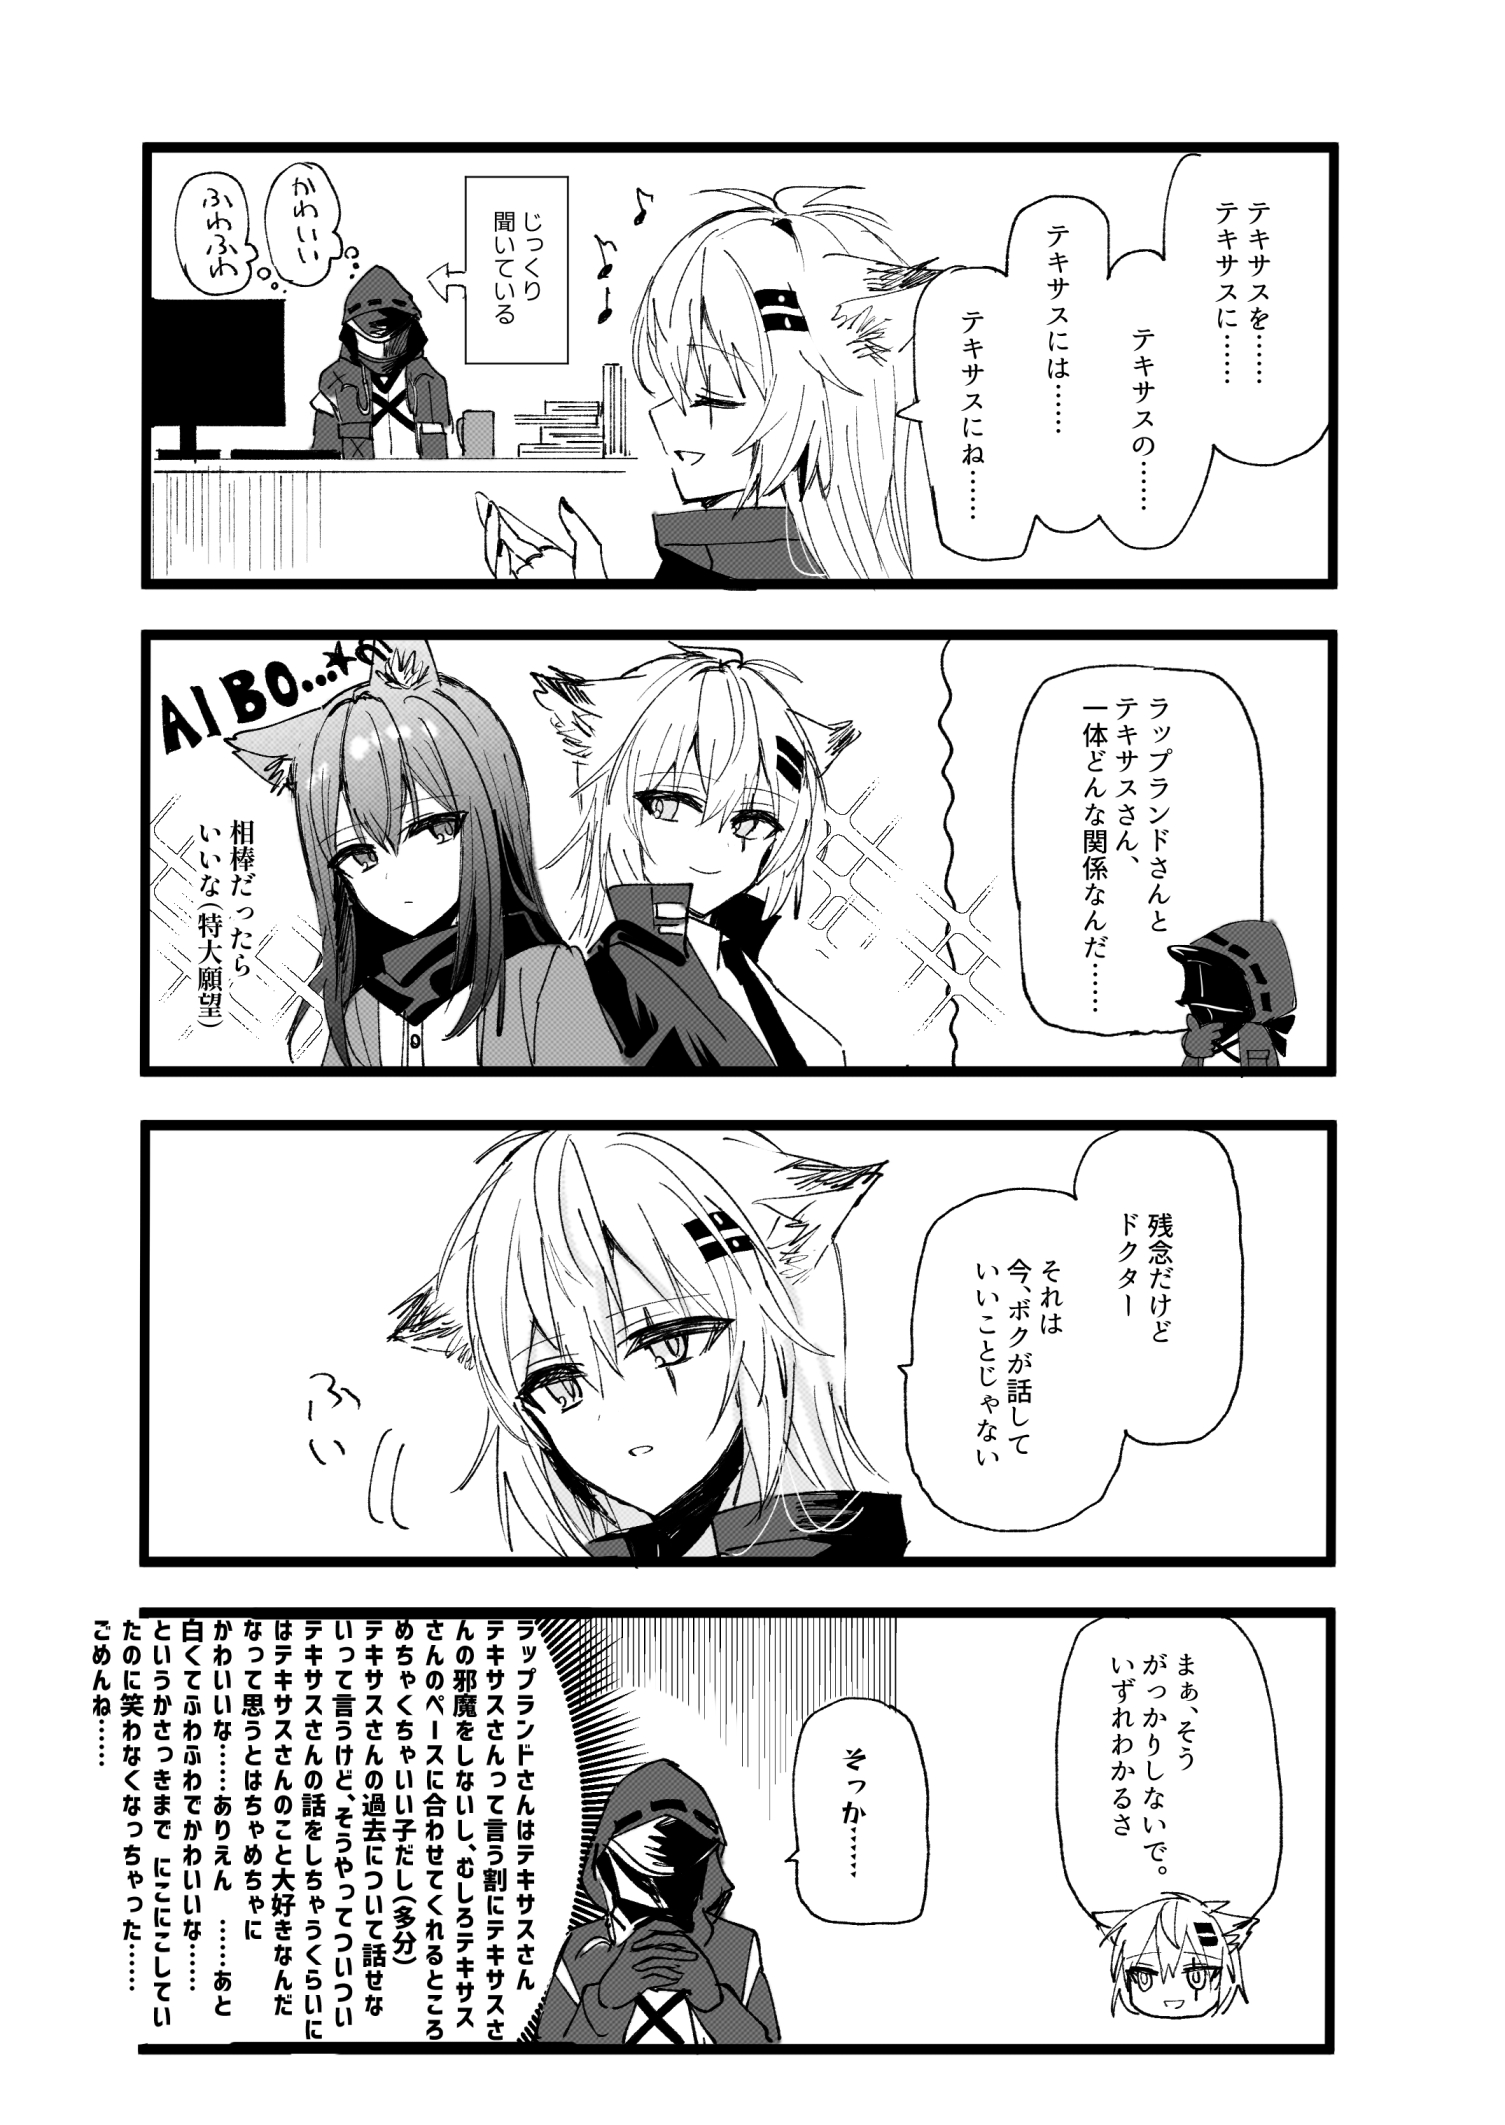 テキサスを……
テキサスに……
テキサスの……
テキサスには……
テキサスにね……
じっくり
聞いている
かわいい
ふわふわ
ラップランドさんと
テキサスさん、
一体どんな関係なんだ……
AIBO…★
相棒だったら
いいな(特大願望)
残念だけど
ドクター
それは
今、ボクが話して
いいことじゃない
ふい
まぁ、そう
がっかりしないで。
いずれわかるさ
そっか……
ラップランドさんはテキサスさん
テキサスさんって言う割にテキサスさ
んの邪魔をしないし、むしろテキサス
さんのペースに合わせてくれるところ
めちゃくちゃいい子だし(多分)
テキサスさんの過去について話せな
いって言うけど、そうやってついつい
テキサスさんの話をしちゃうくらいに
はテキサスさんのこと大好きなんだ
なって思うとはちゃめちゃに
かわいいな……ありえん ……あと
白くてふわふわでかわいいな……
というかさっきまで にこにこしてい
たのに笑わなくなっちゃった……
ごめんね……